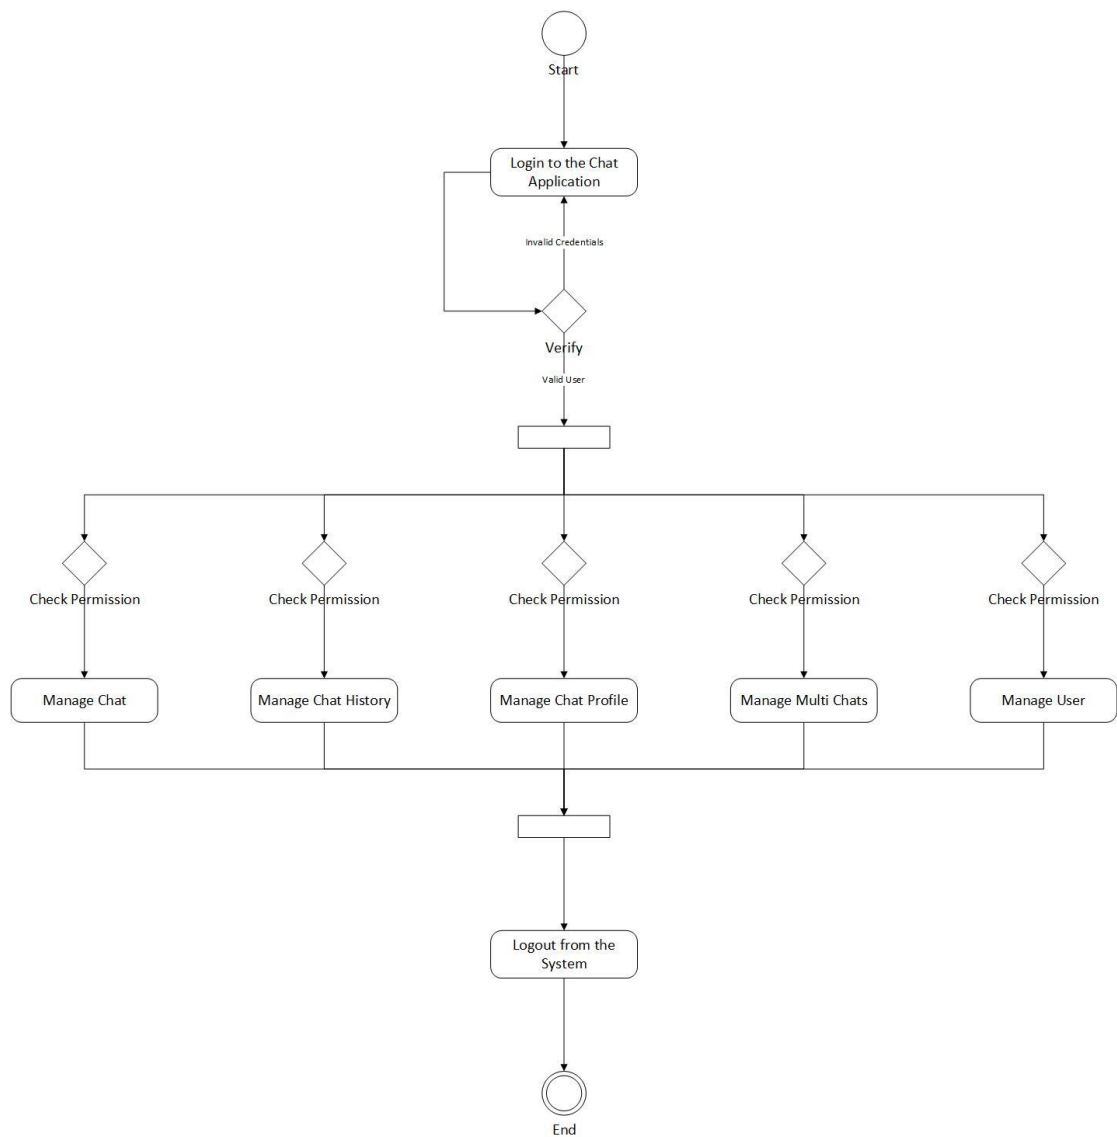 Start
Login to the Chat
Application
Invalid Credentials
Verify
Valid User
Check Permission
Check Permission
Check Permission
Check Permission
Check Permission
Manage Chat
Manage Chat History
Manage Chat Profile
Manage Multi Chats
Manage User
Logout from the
System
End